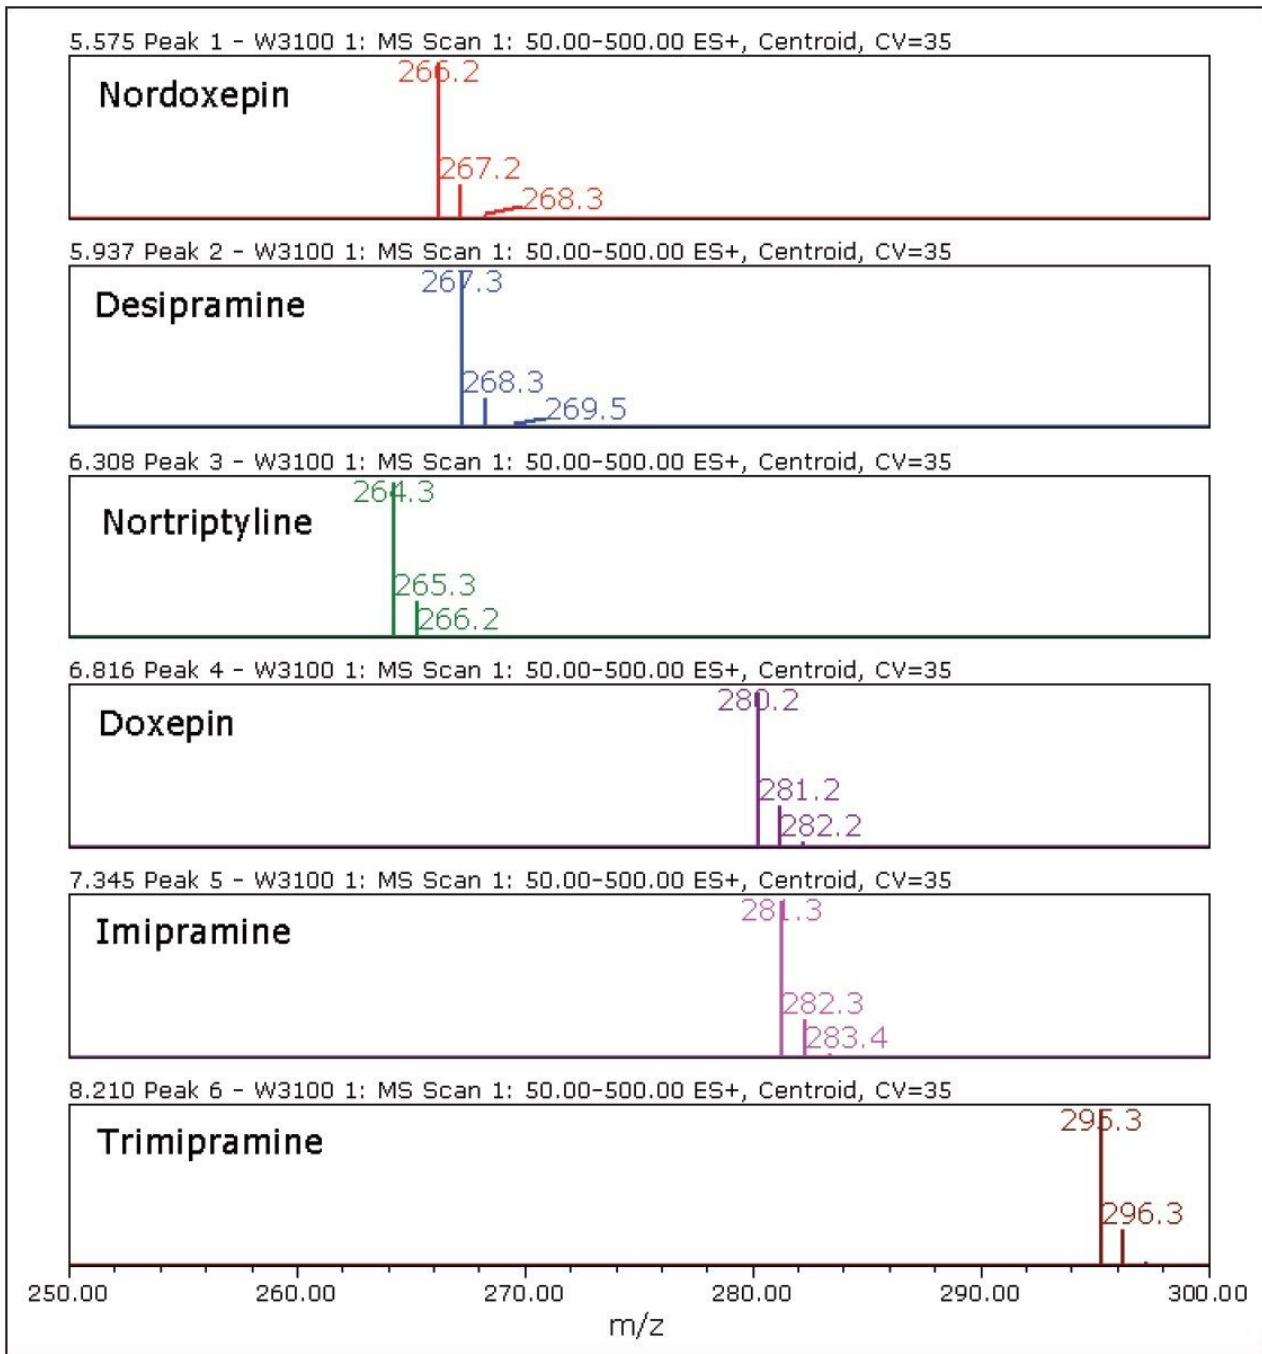 5.575 Peak 1 - W3100 1: MS Scan 1: 50.00-500.00 ES+, Centroid, CV=35
266.2
Nordoxepin
267.2
268.3
5.937 Peak 2 - W3100 1: MS Scan 1: 50.00-500.00 ES+, Centroid, CV=35
267.3
Desipramine
268.3
269.5
6.308 Peak 3 - W3100 1: MS Scan 1: 50.00-500.00 ES+, Centroid, CV=35
264.3
Nortriptyline
265.3
266.2
6.816 Peak 4 - W3100 1: MS Scan 1: 50.00-500.00 ES+, Centroid, CV=35
280.2
Doxepin
281.2
282.2
7.345 Peak 5 - W3100 1: MS Scan 1: 50.00-500.00 ES+, Centroid, CV=35
281.3
Imipramine
282.3
283.4
8.210 Peak 6 - W3100 1: MS Scan 1: 50.00-500.00 ES+, Centroid, CV=35
295.3
Trimipramine
296.3
250.00 260.00 270.00 280.00 290.00 300.00
m/z